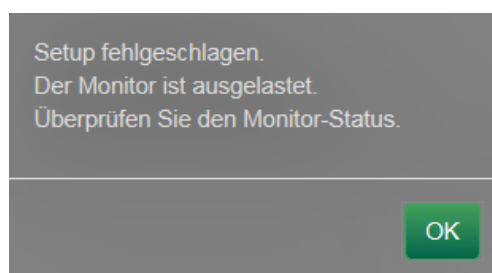 Setup fehlgeschlagen.
Der Monitor ist ausgelastet.
Überprüfen Sie den Monitor-Status.
OK